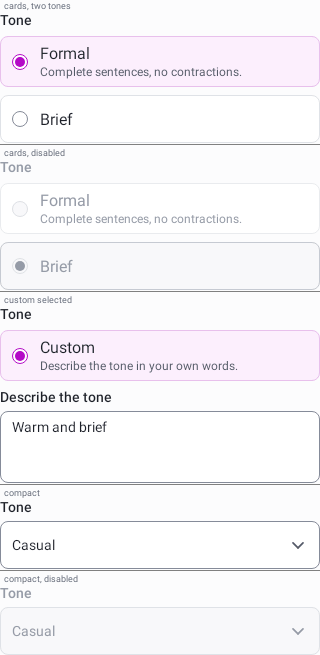 cards, two tones
Tone
Formal
Complete sentences, no contractions.
Brief
cards, disabled
Tone
Formal
Complete sentences, no contractions.
Brief
custom selected
Tone
Custom
Describe the tone in your own words.
Describe the tone
Warm and brief
compact
Tone
Casual
compact, disabled
Tone
Casual